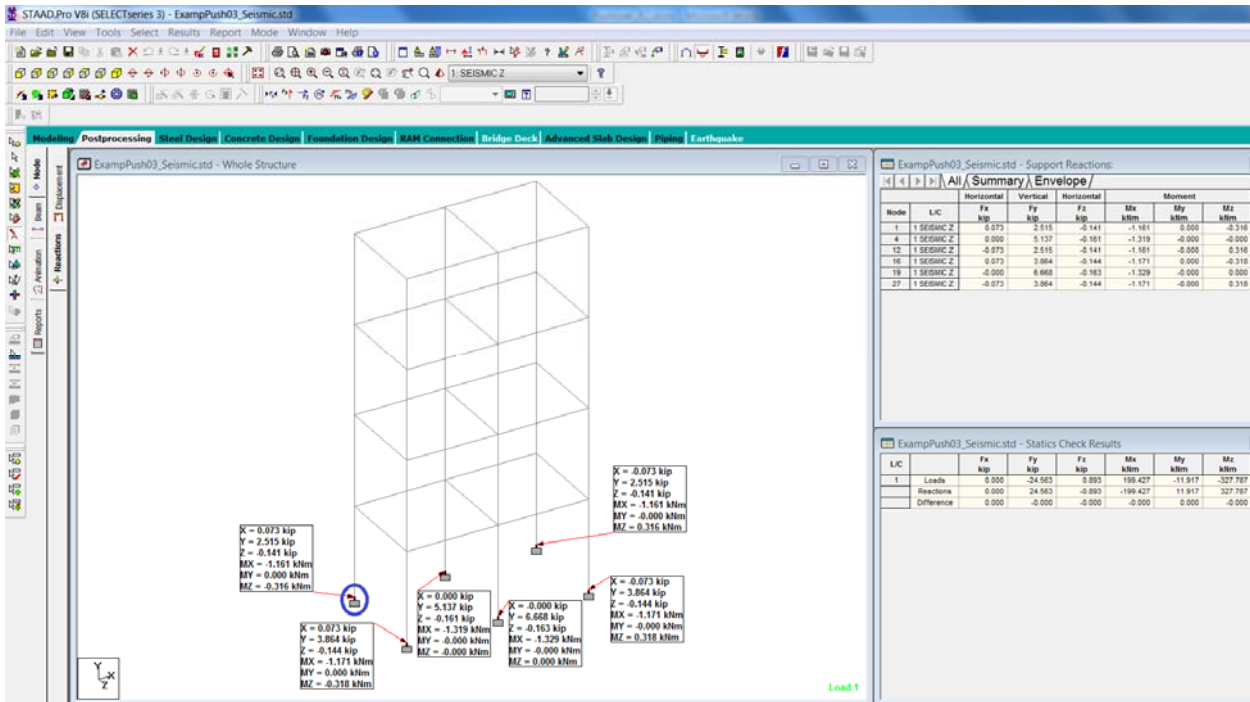 STAAD.Pro V8i (SELECTseries 3) - ExampPush03_Seismic.std
File Edit View Tools Select Results Report Mode Window Help
1: SEISMIC Z
Modeling Postprocessing Steel Design Concrete Design Foundation Design RAM Connection Bridge Deck Advanced Slab Design Piping Earthquake
Node
Beam
Animation
Reports
Displacement
Reactions
ExampPush03_Seismic.std - Whole Structure
X = -0.073 kip
Y = 2.515 kip
Z = -0.141 kip
MX = -1.161 kNm
MY = -0.000 kNm
MZ = 0.316 kNm
X = 0.073 kip
Y = 2.515 kip
Z = -0.141 kip
MX = -1.161 kNm
MY = 0.000 kNm
MZ = -0.316 kNm
X = 0.073 kip
Y = 3.864 kip
Z = -0.144 kip
MX = -1.171 kNm
MY = 0.000 kNm
MZ = -0.318 kNm
X = 0.000 kip
Y = 5.137 kip
Z = -0.161 kip
MX = -1.319 kNm
MY = -0.000 kNm
MZ = -0.000 kNm
X = -0.000 kip
Y = 6.668 kip
Z = -0.163 kip
MX = -1.329 kNm
MY = -0.000 kNm
MZ = 0.000 kNm
X = -0.073 kip
Y = 3.864 kip
Z = -0.144 kip
MX = -1.171 kNm
MY = -0.000 kNm
MZ = 0.318 kNm
Y
X
Z
Load 1
ExampPush03_Seismic.std - Support Reactions:
All Summary Envelope
Horizontal Vertical Horizontal Moment
Node L/C Fx kip Fy kip Fz kip Mx kNm My kNm Mz kNm
1 1 SEISMIC Z 0.073 2.515 -0.141 -1.161 0.000 -0.316
4 1 SEISMIC Z 0.000 5.137 -0.161 -1.319 -0.000 -0.000
12 1 SEISMIC Z -0.073 2.515 -0.141 -1.161 -0.000 0.316
16 1 SEISMIC Z 0.073 3.864 -0.144 -1.171 0.000 -0.318
19 1 SEISMIC Z -0.000 6.668 -0.163 -1.329 -0.000 0.000
27 1 SEISMIC Z -0.073 3.864 -0.144 -1.171 -0.000 0.318
ExampPush03_Seismic.std - Statics Check Results
L/C Fx kip Fy kip Fz kip Mx kNm My kNm Mz kNm
1 Loads 0.000 -24.563 0.893 199.427 -11.917 -327.787
Reactions 0.000 24.563 -0.893 -199.427 11.917 327.787
Difference 0.000 -0.000 -0.000 -0.000 0.000 -0.000